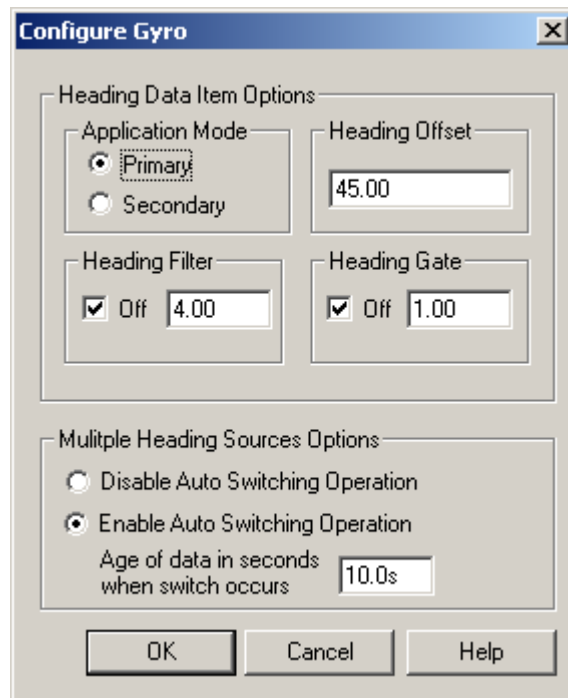 Configure Gyro
Heading Data Item Options
Application Mode
Primary
Secondary
Heading Offset
45.00
Heading Filter
Off 4.00
Heading Gate
Off 1.00
Mulitple Heading Sources Options
Disable Auto Switching Operation
Enable Auto Switching Operation
Age of data in seconds
when switch occurs
10.0s
OK Cancel Help